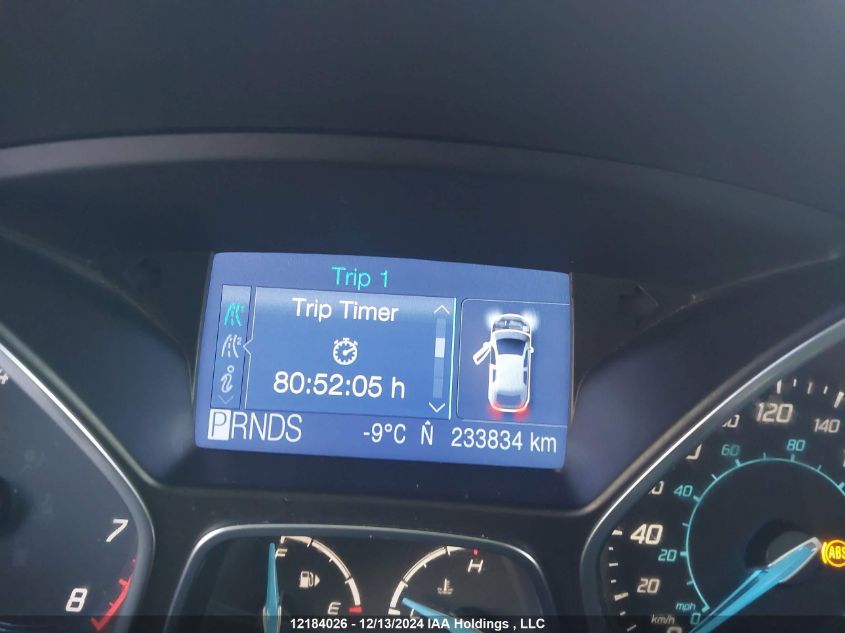 Trip 1
Trip Timer
80:52:05 h
PRNDS
-9°C N 233834 km
7
8
F
E
H
20
40
120
140
20
40
60
80
mph
0
km/h
ABS
12184026 - 12/13/2024 IAA Holdings , LLC